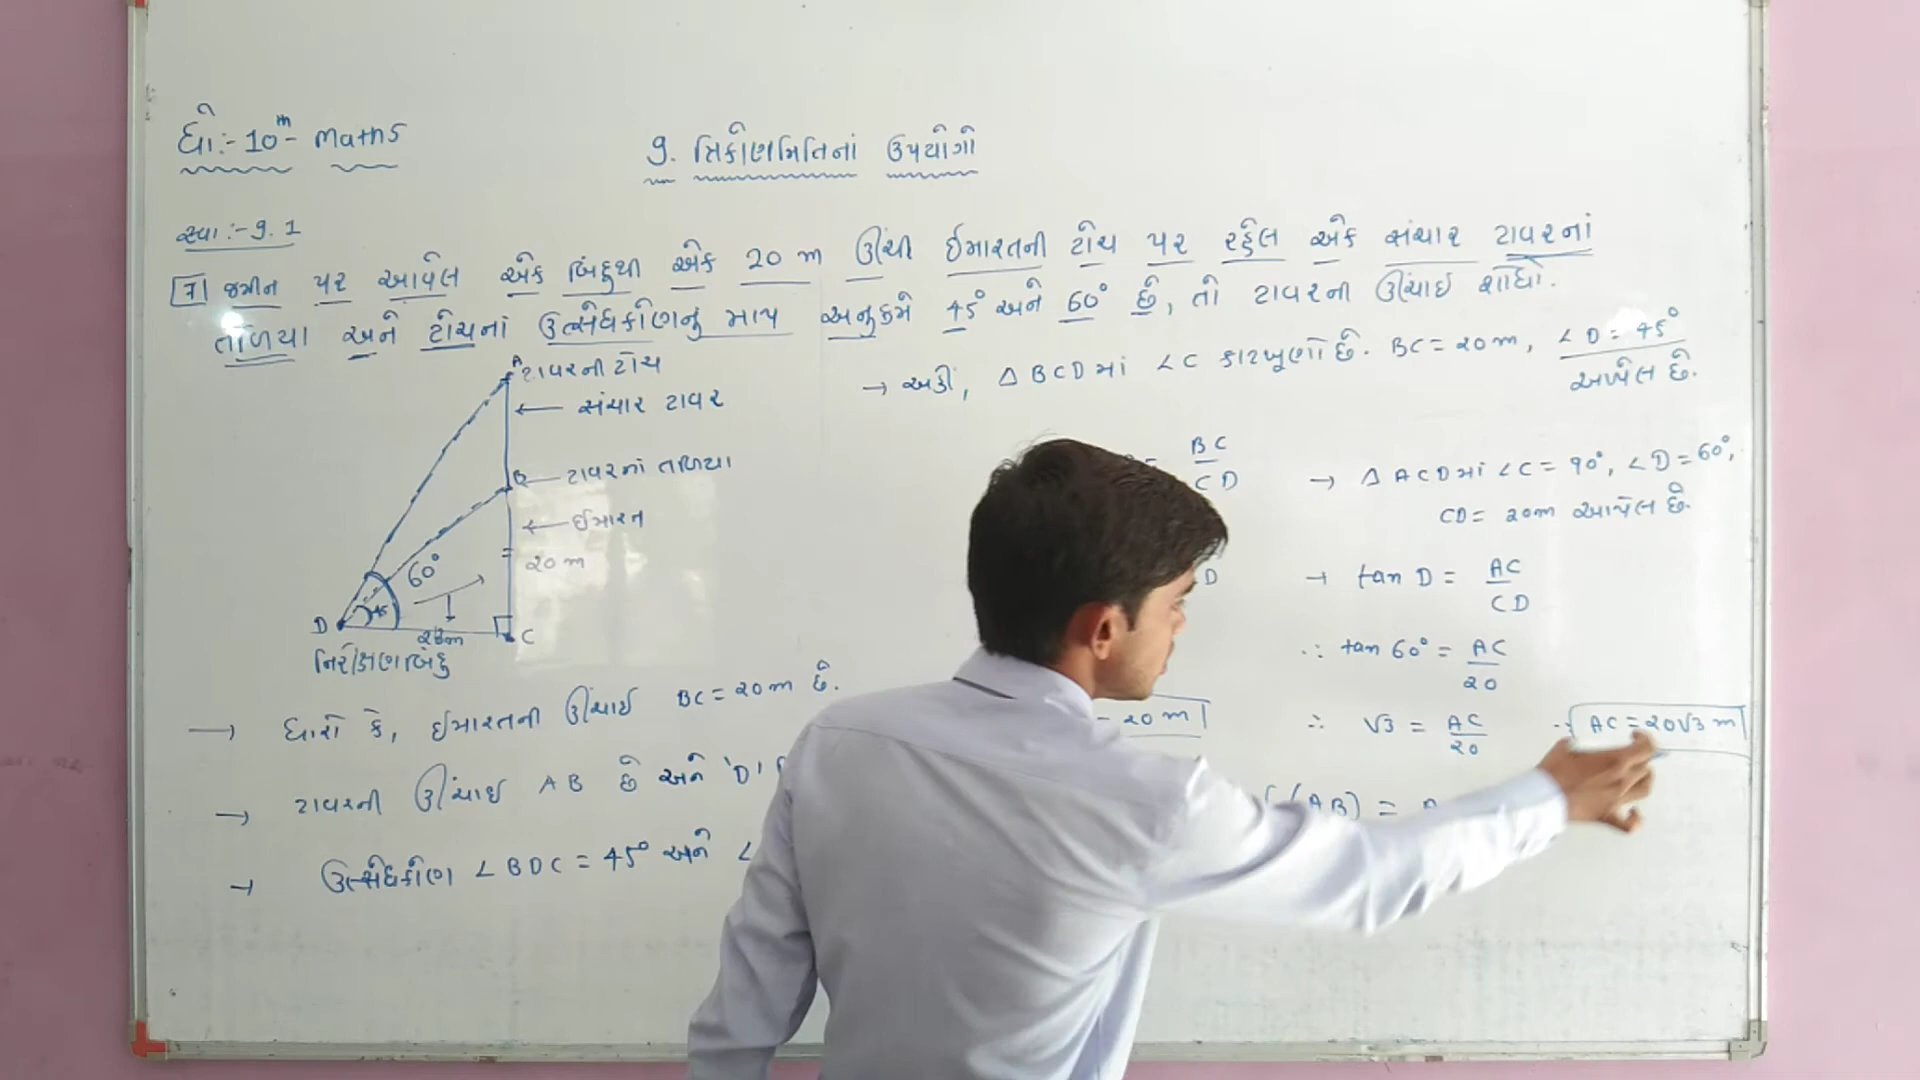 ધો:- 10th - Maths
9. ત્રિકોણમિતિનાં ઉપયોગો
સ્વા:- 9.1
7 જમીન પર આપેલ એક બિંદુથી એક 20 m ઊંચી ઈમારતની ટોચ પર રહેલ એક સંચાર ટાવરનાં
તળિયા અને ટોચનાં ઉત્સેધકોણનું માપ અનુક્રમે 45° અને 60° છે, તો ટાવરની ઊંચાઈ શોધો.
A ટાવરની ટોચ
← સંચાર ટાવર
B ટાવરનાં તળિયા
← ઈમારત
20 m
60°
45
D
20m
C
નિરીક્ષણબિંદુ
→ ધારો કે, ઈમારતની ઊંચાઈ BC = 20m છે.
→ ટાવરની ઊંચાઈ AB છે અને 'D'
→ ઉત્સેધકોણ ∠BDC = 45° અને ∠
→ અહીં, △BCD માં ∠C કાટખૂણો છે. BC = 20m, ∠D = 45°
આપેલ છે.
= BC
CD
D
= 20 m
→ △ACD માં ∠C = 90°, ∠D = 60°,
CD = 20m આપેલ છે.
→ tan D = AC
CD
∴ tan 60° = AC
20
∴ √3 = AC
20
∴ AC = 20√3 m
(AB) =